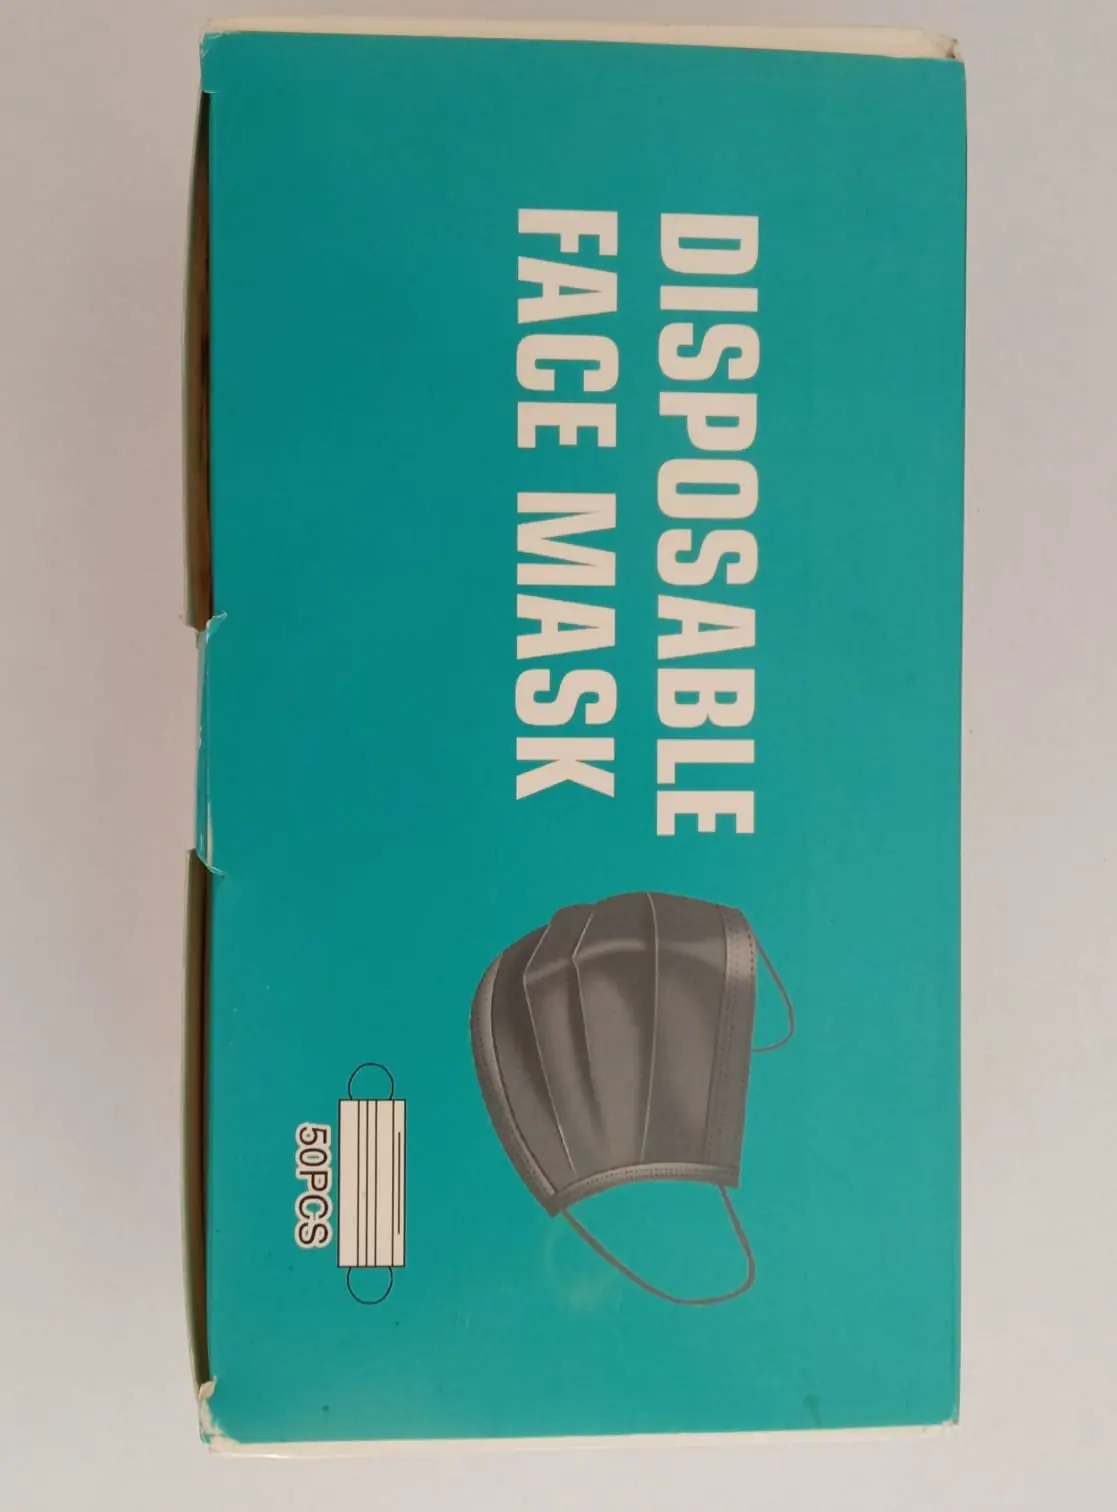 DISPOSABLE
FACE MASK
50PCS